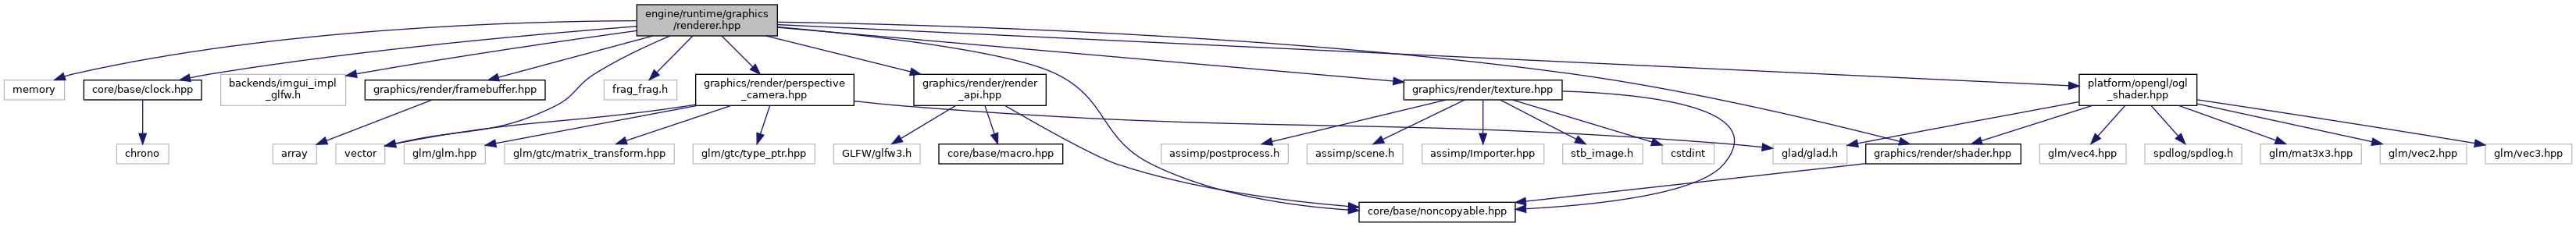 engine/runtime/graphics
/renderer.hpp
memory
core/base/clock.hpp
backends/imgui_impl
_glfw.h
graphics/render/framebuffer.hpp
frag_frag.h
graphics/render/perspective
_camera.hpp
graphics/render/render
_api.hpp
graphics/render/texture.hpp
platform/opengl/ogl
_shader.hpp
chrono
array
vector
glm/glm.hpp
glm/gtc/matrix_transform.hpp
glm/gtc/type_ptr.hpp
GLFW/glfw3.h
core/base/macro.hpp
assimp/postprocess.h
assimp/scene.h
assimp/Importer.hpp
stb_image.h
cstdint
glad/glad.h
graphics/render/shader.hpp
glm/vec4.hpp
spdlog/spdlog.h
glm/mat3x3.hpp
glm/vec2.hpp
glm/vec3.hpp
core/base/noncopyable.hpp